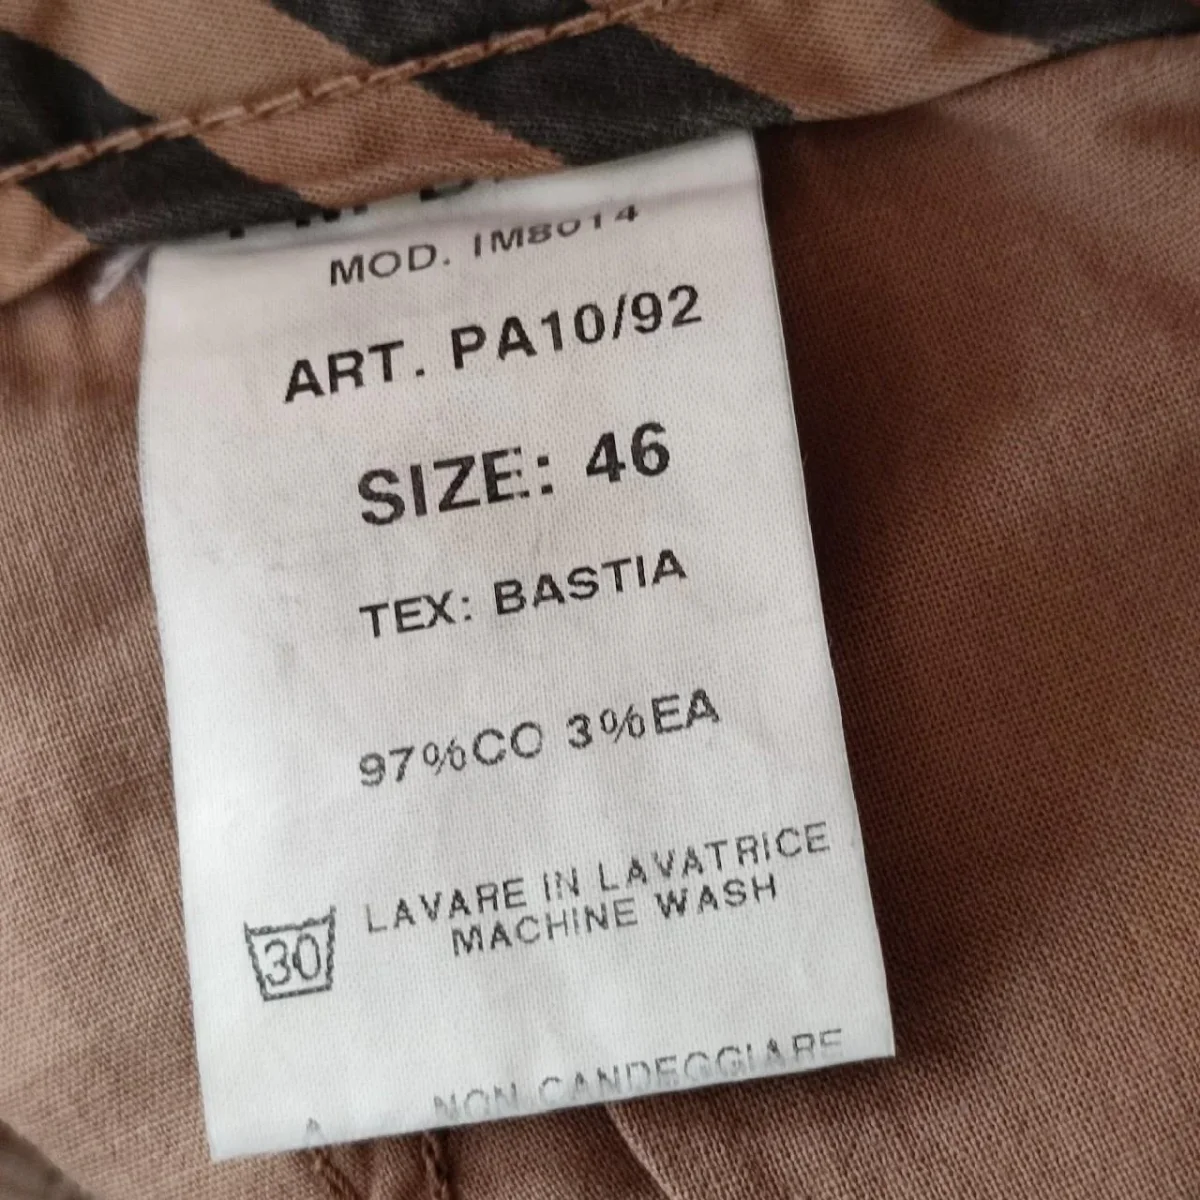 MOD. IM8014
ART. PA10/92
SIZE: 46
TEX: BASTIA
97%CO 3%EA
30
LAVARE IN LAVATRICE
MACHINE WASH
NON CANDEGGIARE